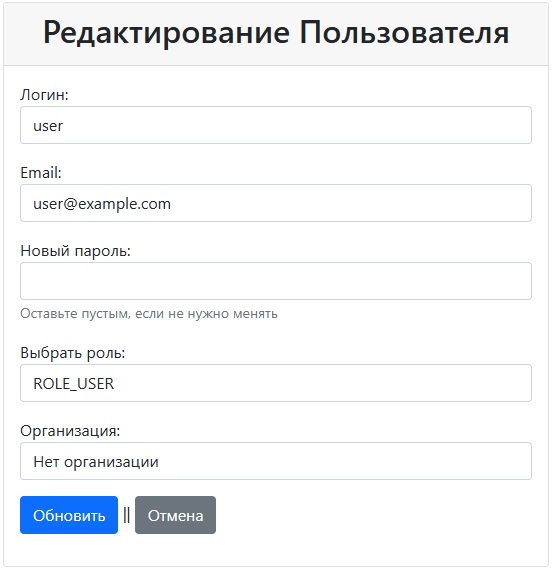 Редактирование Пользователя
Логин:
user
Email:
user@example.com
Новый пароль:
Оставьте пустым, если не нужно менять
Выбрать роль:
ROLE_USER
Организация:
Нет организации
Обновить || Отмена